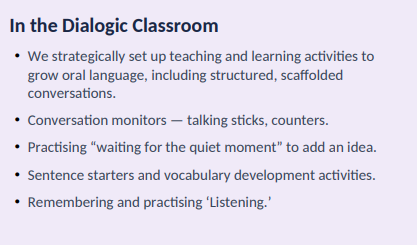 In the Dialogic Classroom
• We strategically set up teaching and learning activities to
grow oral language, including structured, scaffolded
conversations.
• Conversation monitors — talking sticks, counters.
• Practising “waiting for the quiet moment” to add an idea.
• Sentence starters and vocabulary development activities.
• Remembering and practising ‘Listening.’